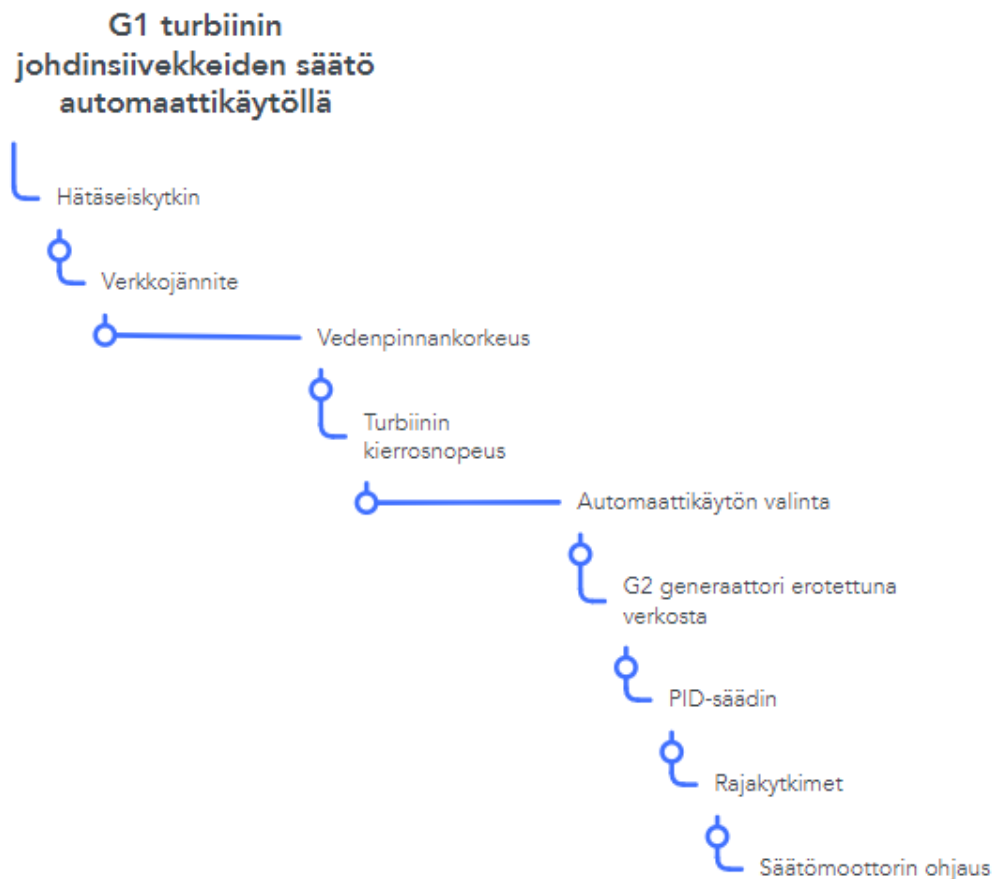 G1 turbiinin
johdinsiivekkeiden säätö
automaattikäytöllä
Hätäseiskytkin
Verkkojännite
Vedenpinnankorkeus
Turbiinin
kierrosnopeus
Automaattikäytön valinta
G2 generaattori erotettuna
verkosta
PID-säädin
Rajakytkimet
Säätömoottorin ohjaus